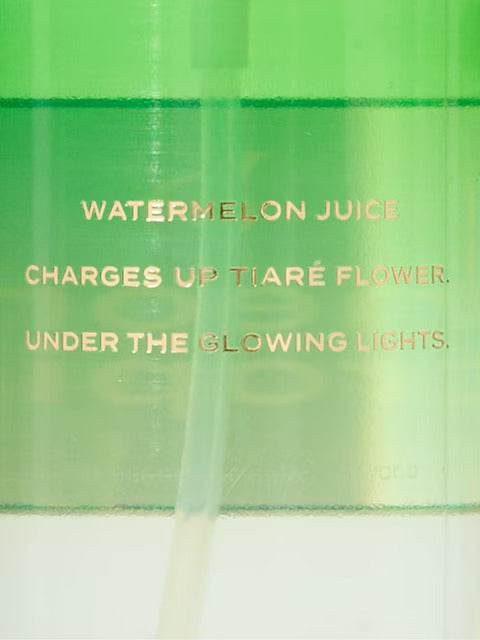 WATERMELON JUICE
CHARGES UP TIARÉ FLOWER.
UNDER THE GLOWING LIGHTS.